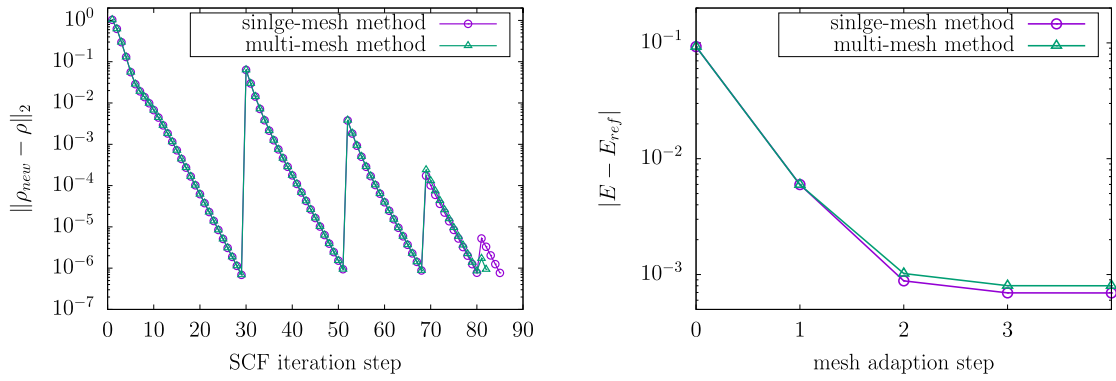 sinlge-mesh method
multi-mesh method
10^0
10^-1
10^-2
10^-3
10^-4
10^-5
10^-6
10^-7
||ρ_new − ρ||_2
0 10 20 30 40 50 60 70 80 90
SCF iteration step
sinlge-mesh method
multi-mesh method
10^-1
10^-2
10^-3
|E − E_ref|
0 1 2 3
mesh adaption step